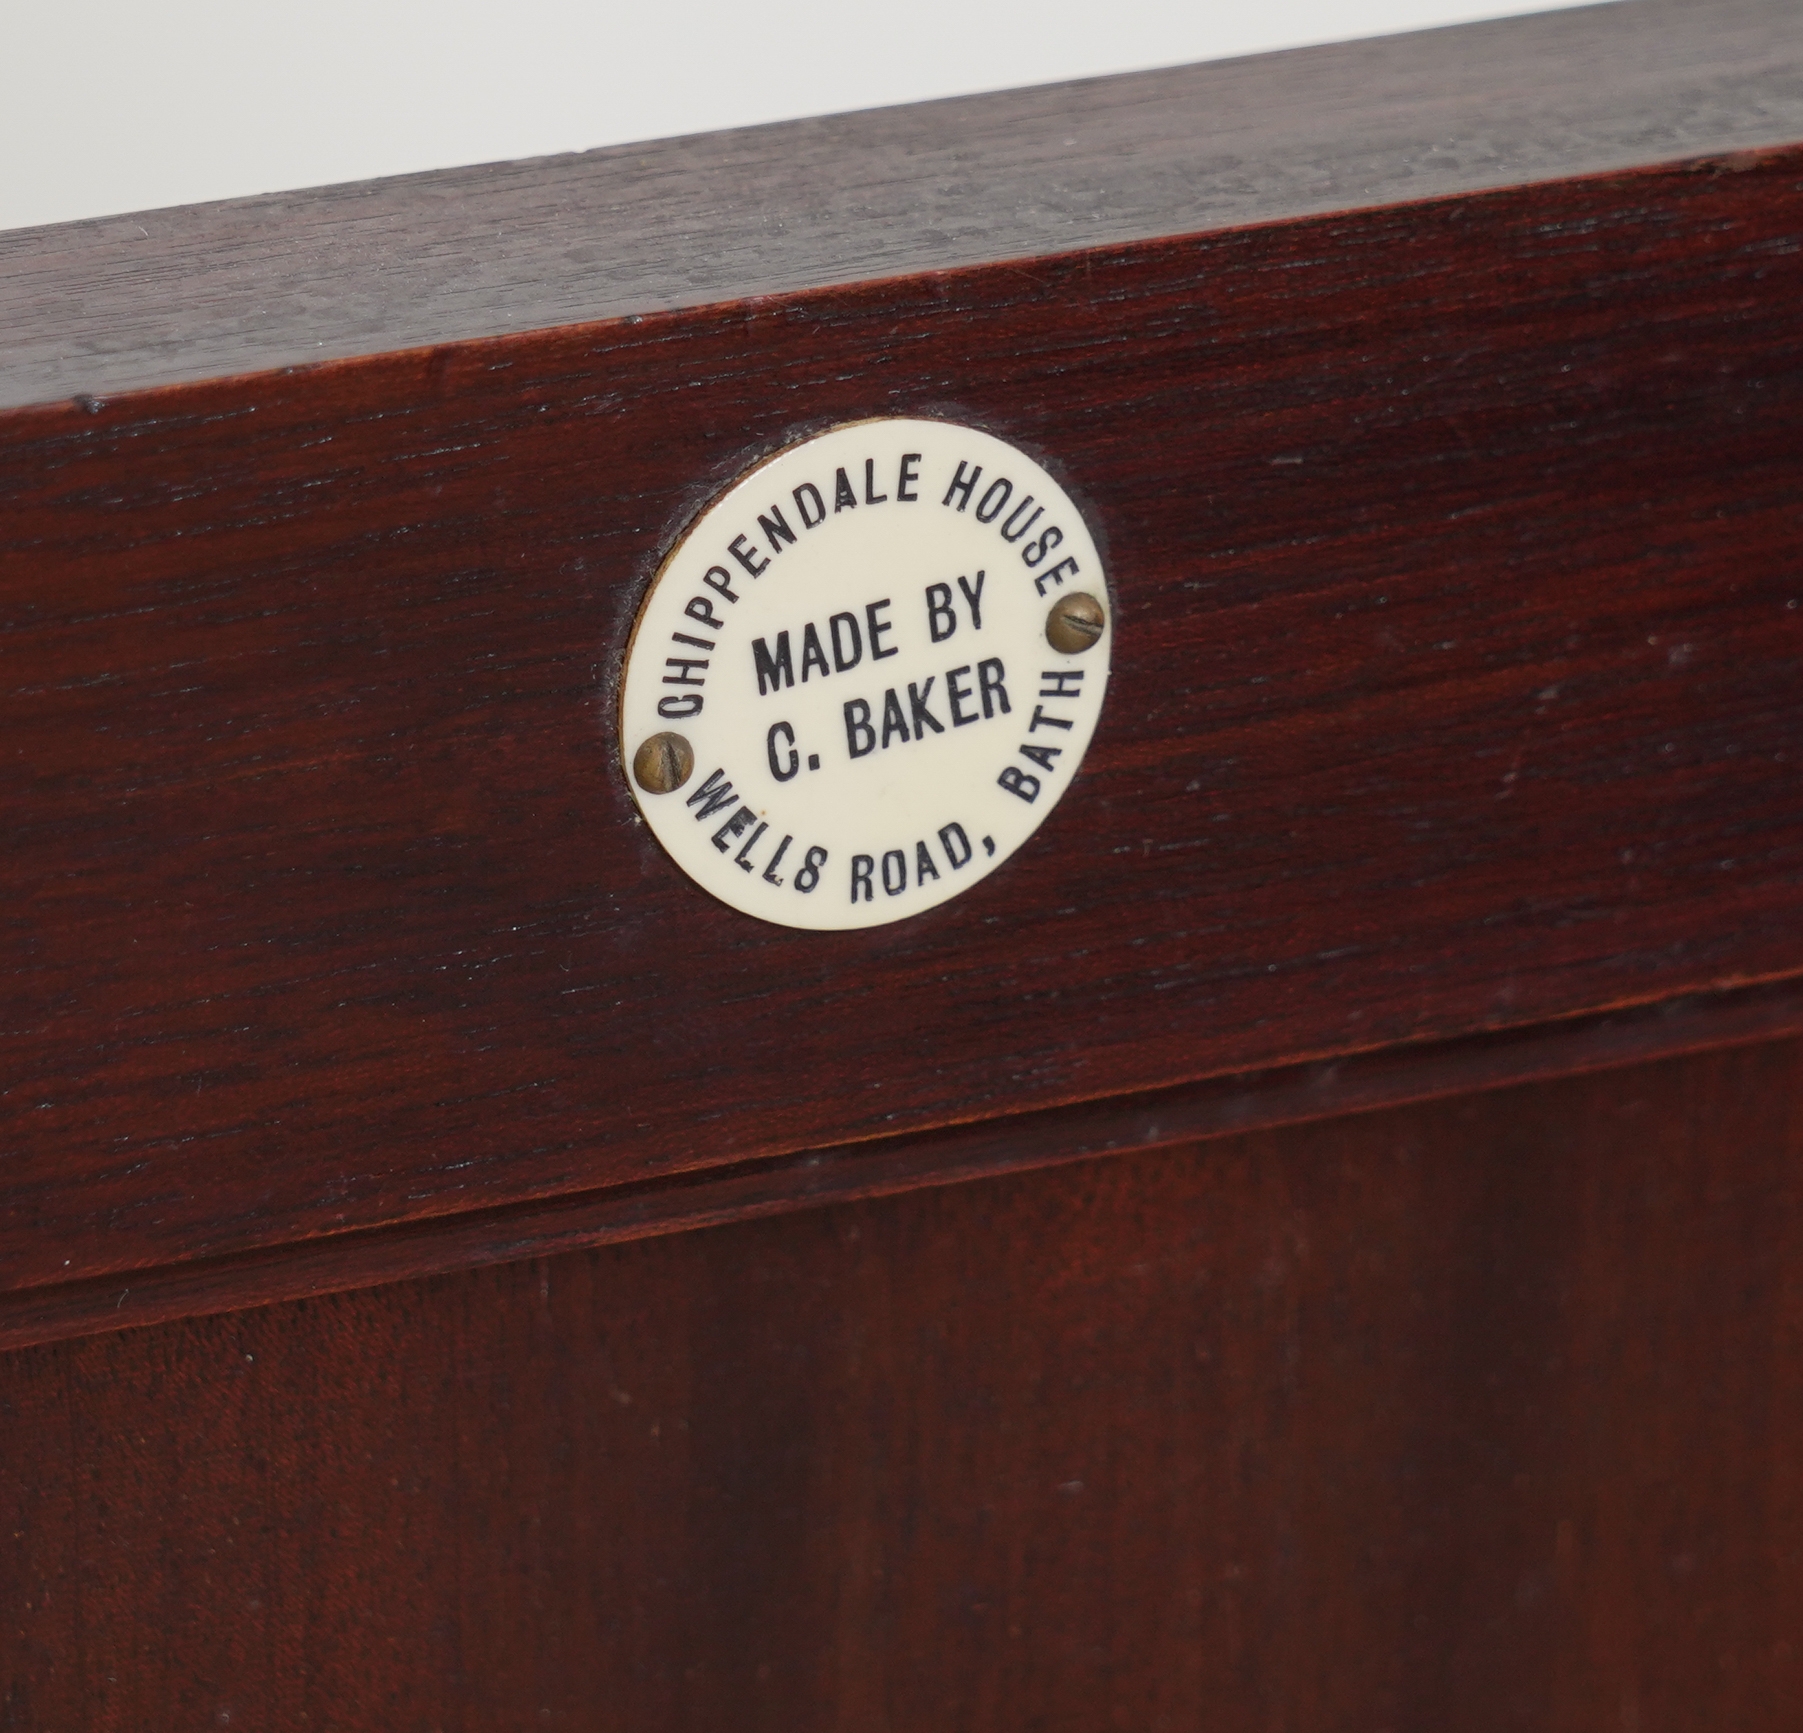 CHIPPENDALE HOUSE
MADE BY
C. BAKER
WELLS ROAD, BATH